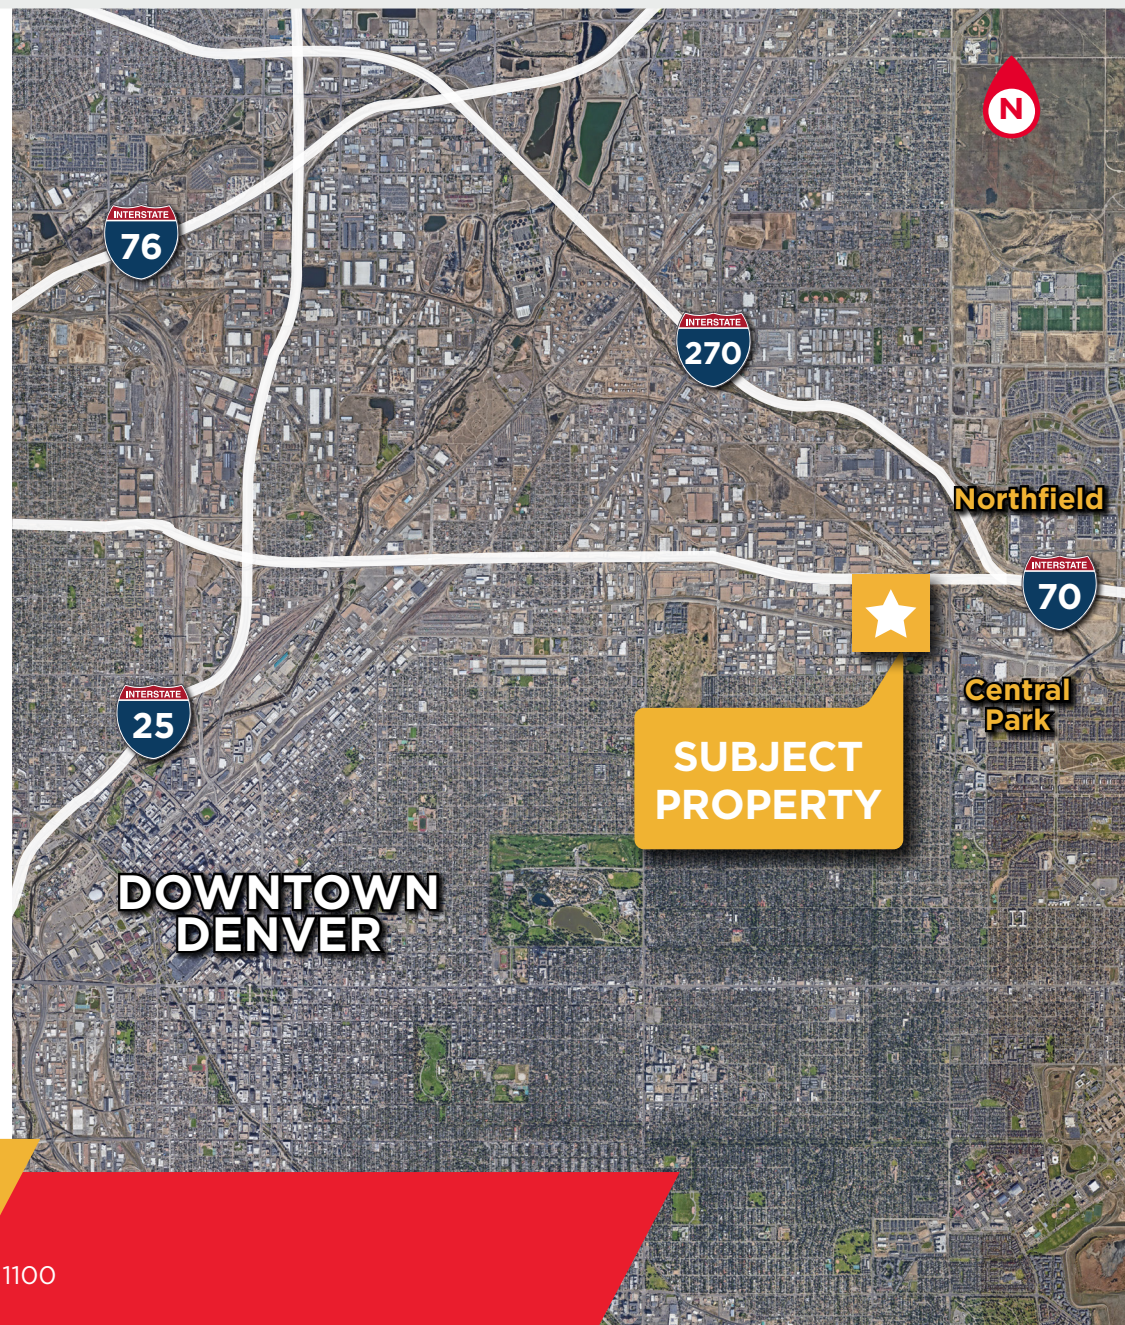 N
INTERSTATE
76
INTERSTATE
270
Northfield
INTERSTATE
70
INTERSTATE
25
Central
Park
SUBJECT
PROPERTY
DOWNTOWN
DENVER
1100